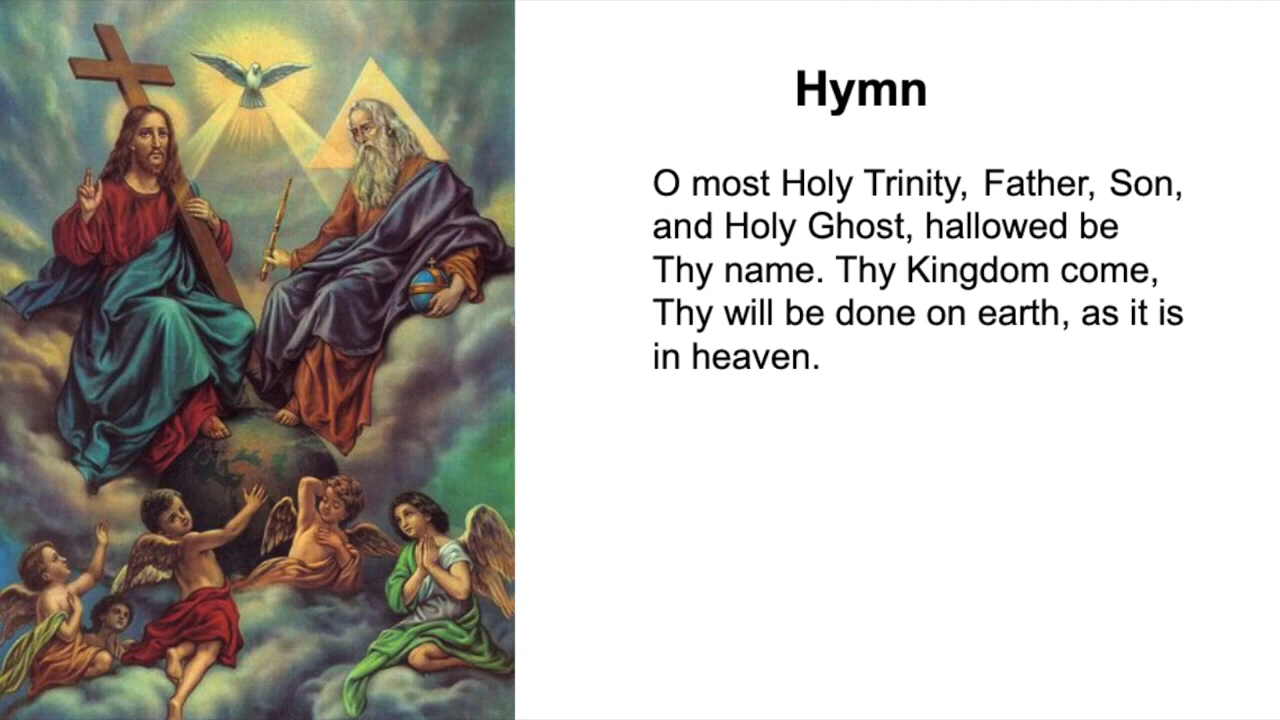 Hymn
O most Holy Trinity, Father, Son,
and Holy Ghost, hallowed be
Thy name. Thy Kingdom come,
Thy will be done on earth, as it is
in heaven.